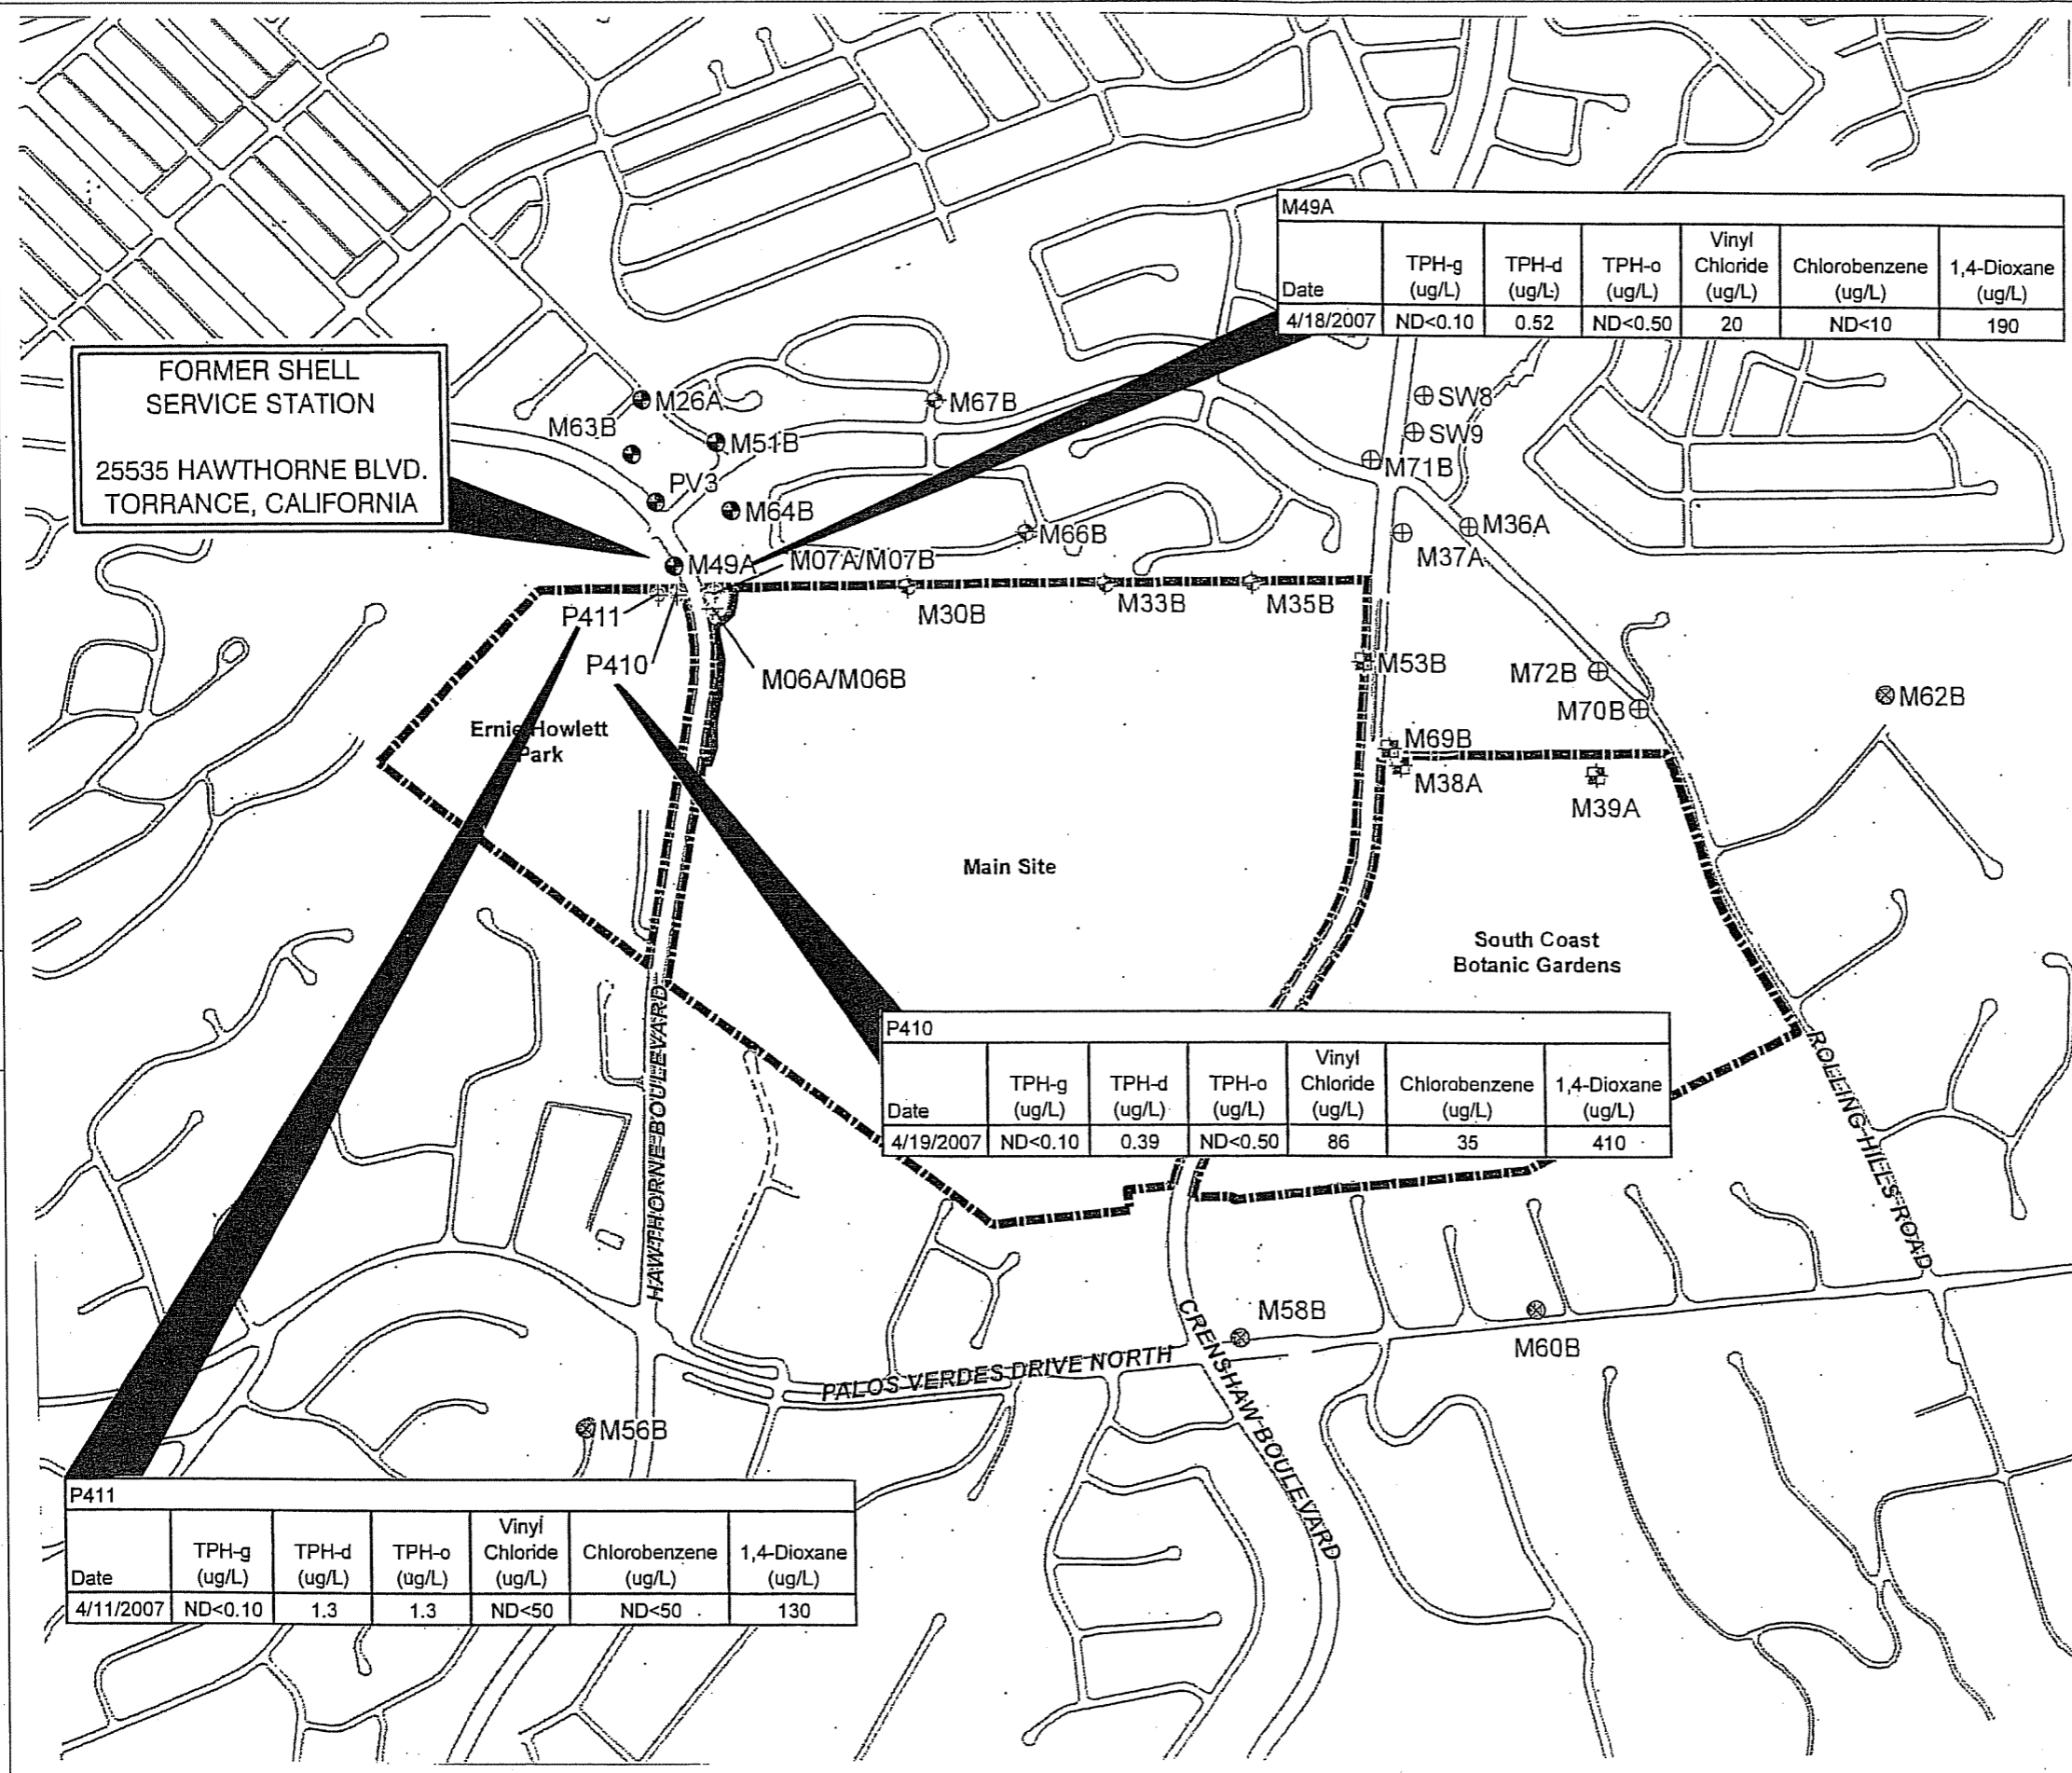 M49A
Date TPH-g (ug/L) TPH-d (ug/L) TPH-o (ug/L) Vinyl Chloride (ug/L) Chlorobenzene (ug/L) 1,4-Dioxane (ug/L)
4/18/2007 ND<0.10 0.52 ND<0.50 20 ND<10 190
FORMER SHELL
SERVICE STATION
25535 HAWTHORNE BLVD.
TORRANCE, CALIFORNIA
M26A
M67B
SW8
M63B
M51B
SW9
M71B
PV3
M64B
M66B
M36A
M37A
M49A
M07A/M07B
P411
M30B
M33B
M35B
P410
M06A/M06B
M53B
M72B
M62B
M70B
Ernie Howlett
Park
M69B
M38A
M39A
Main Site
South Coast
Botanic Gardens
P410
Date TPH-g (ug/L) TPH-d (ug/L) TPH-o (ug/L) Vinyl Chloride (ug/L) Chlorobenzene (ug/L) 1,4-Dioxane (ug/L)
4/19/2007 ND<0.10 0.39 ND<0.50 86 35 410
HAWTHORNE BOULEVARD
ROLLING HILLS ROAD
M58B
M60B
PALOS VERDES DRIVE NORTH
CRENSHAW BOULEVARD
M56B
P411
Date TPH-g (ug/L) TPH-d (ug/L) TPH-o (ug/L) Vinyl Chloride (ug/L) Chlorobenzene (ug/L) 1,4-Dioxane (ug/L)
4/11/2007 ND<0.10 1.3 1.3 ND<50 ND<50 130